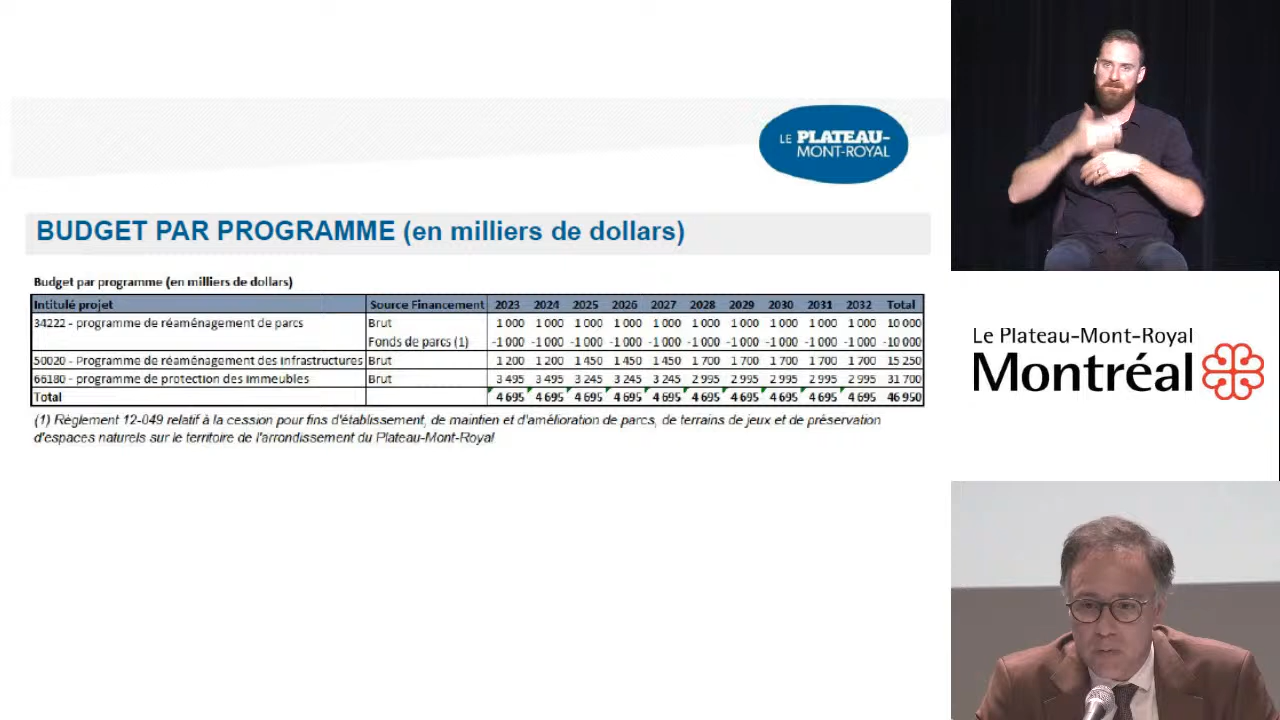 LE PLATEAU-
MONT-ROYAL
BUDGET PAR PROGRAMME (en milliers de dollars)
Budget par programme (en milliers de dollars)
Intitulé projet Source Financement 2023 2024 2025 2026 2027 2028 2029 2030 2031 2032 Total
34222 - programme de réaménagement de parcs Brut 1 000 1 000 1 000 1 000 1 000 1 000 1 000 1 000 1 000 1 000 10 000
Fonds de parcs (1) -1 000 -1 000 -1 000 -1 000 -1 000 -1 000 -1 000 -1 000 -1 000 -1 000 -10 000
50020 - Programme de réaménagement des infrastructures Brut 1 200 1 200 1 450 1 450 1 450 1 700 1 700 1 700 1 700 1 700 15 250
66180 - programme de protection des immeubles Brut 3 495 3 495 3 245 3 245 3 245 2 995 2 995 2 995 2 995 2 995 31 700
Total 4 695 4 695 4 695 4 695 4 695 4 695 4 695 4 695 4 695 4 695 46 950
(1) Règlement 12-049 relatif à la cession pour fins d'établissement, de maintien et d'amélioration de parcs, de terrains de jeux et de préservation
d'espaces naturels sur le territoire de l'arrondissement du Plateau-Mont-Royal
Le Plateau-Mont-Royal
Montréal